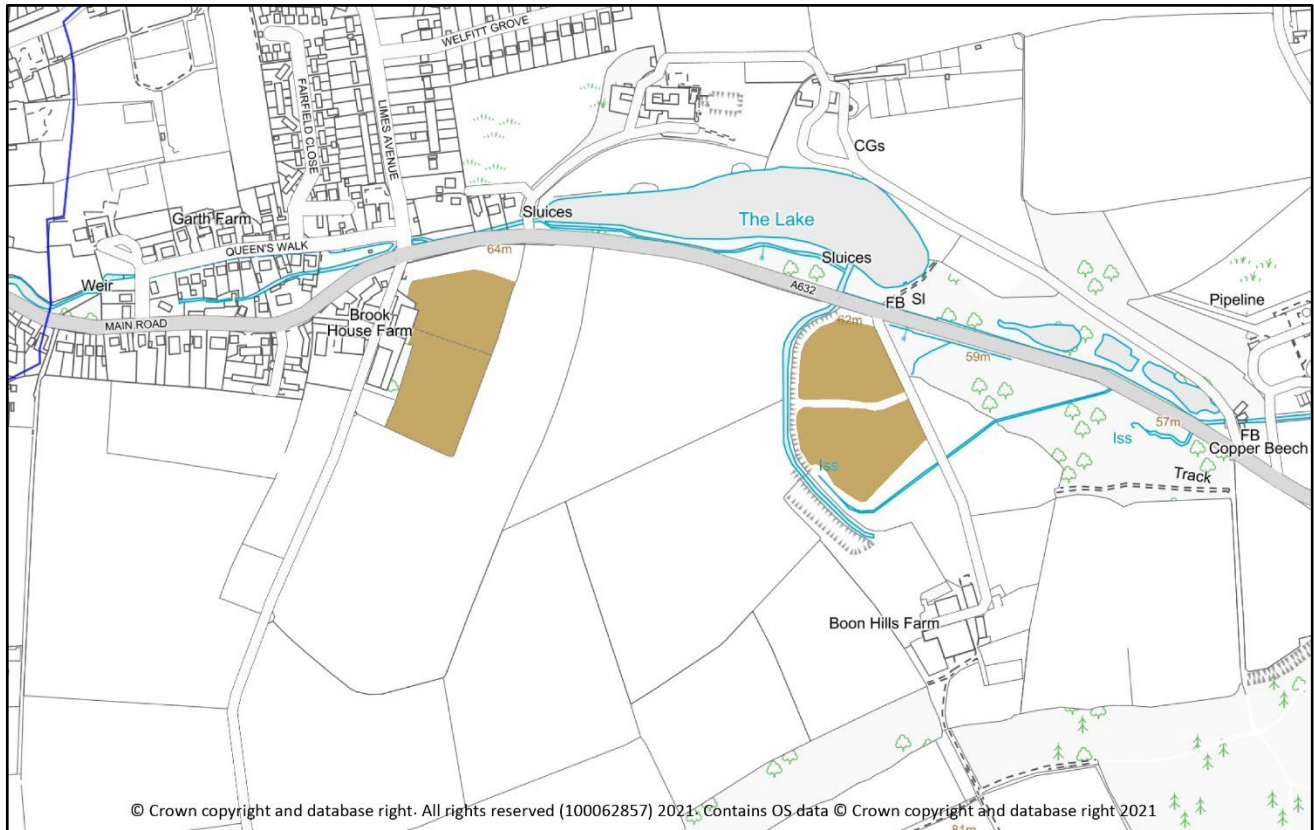 WELFITT GROVE
FAIRFIELD CLOSE
LIMES AVENUE
CGs
Garth Farm
Sluices
The Lake
QUEEN'S WALK
64m
Sluices
Weir
A632
FB
SI
Pipeline
MAIN ROAD
Brook
House Farm
62m
59m
57m
Iss
FB
Copper Beech
Iss
Track
Boon Hills Farm
© Crown copyright and database right. All rights reserved (100062857) 2021. Contains OS data © Crown copyright and database right 2021
81m